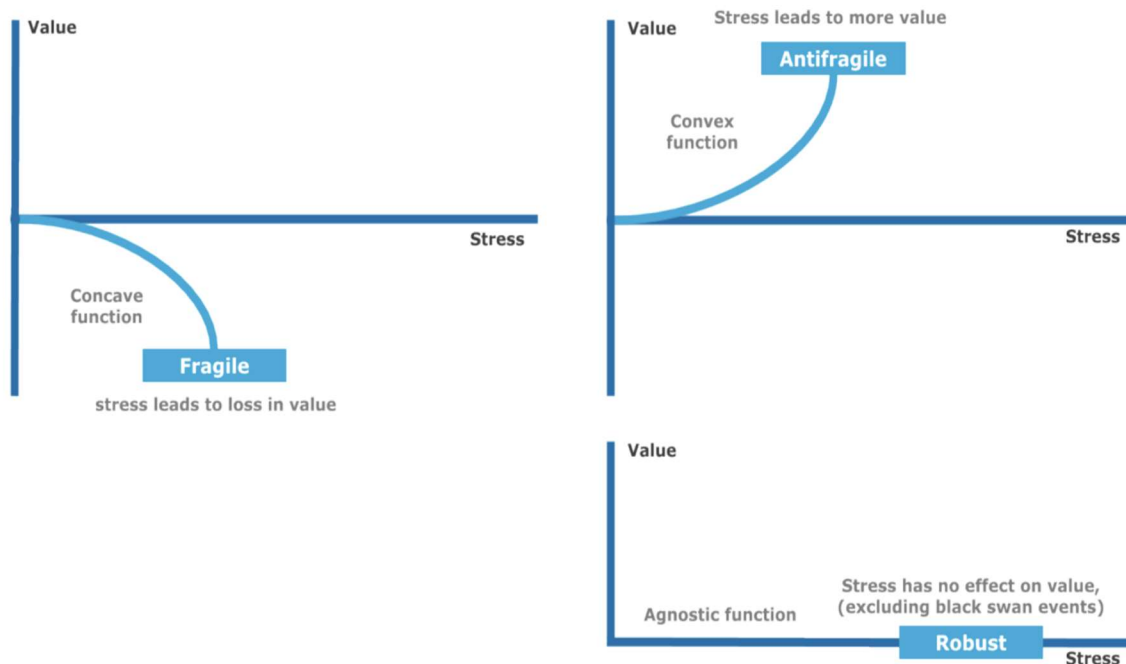 Value
Stress
Concave
function
Fragile
stress leads to loss in value
Stress leads to more value
Value
Antifragile
Convex
function
Stress
Value
Stress has no effect on value,
(excluding black swan events)
Agnostic function
Robust
Stress